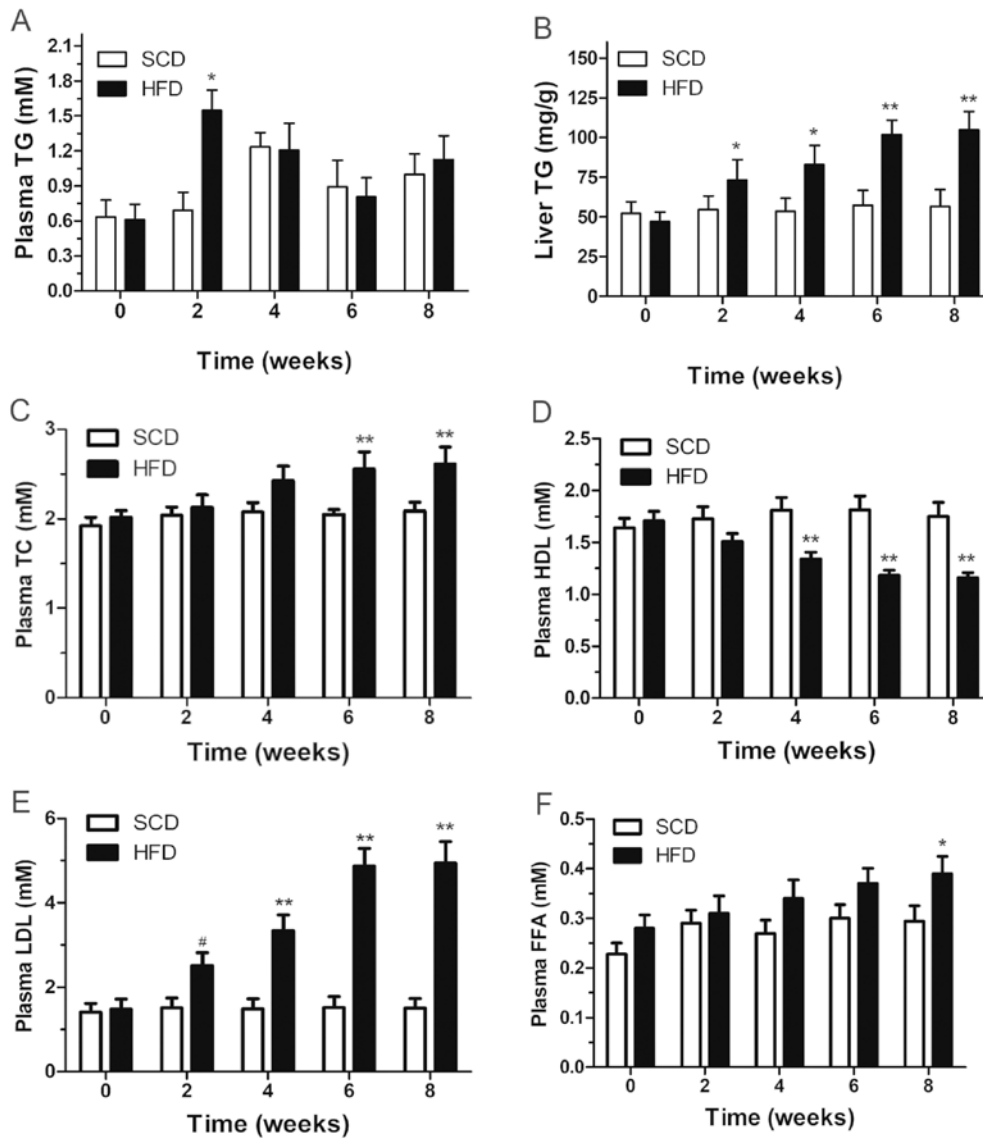 A
Plasma TG (mM)
2.1
1.8
1.5
1.2
0.9
0.6
0.3
0.0
SCD
HFD
*
0 2 4 6 8
Time (weeks)
B
Liver TG (mg/g)
150
125
100
75
50
25
0
SCD
HFD
* * ** **
0 2 4 6 8
Time (weeks)
C
Plasma TC (mM)
3
2
1
0
SCD
HFD
** **
0 2 4 6 8
Time (weeks)
D
Plasma HDL (mM)
2.5
2.0
1.5
1.0
0.5
0.0
SCD
HFD
** ** **
0 2 4 6 8
Time (weeks)
E
Plasma LDL (mM)
6
4
2
0
SCD
HFD
# ** ** **
0 2 4 6 8
Time (weeks)
F
Plasma FFA (mM)
0.5
0.4
0.3
0.2
0.1
0.0
SCD
HFD
*
0 2 4 6 8
Time (weeks)